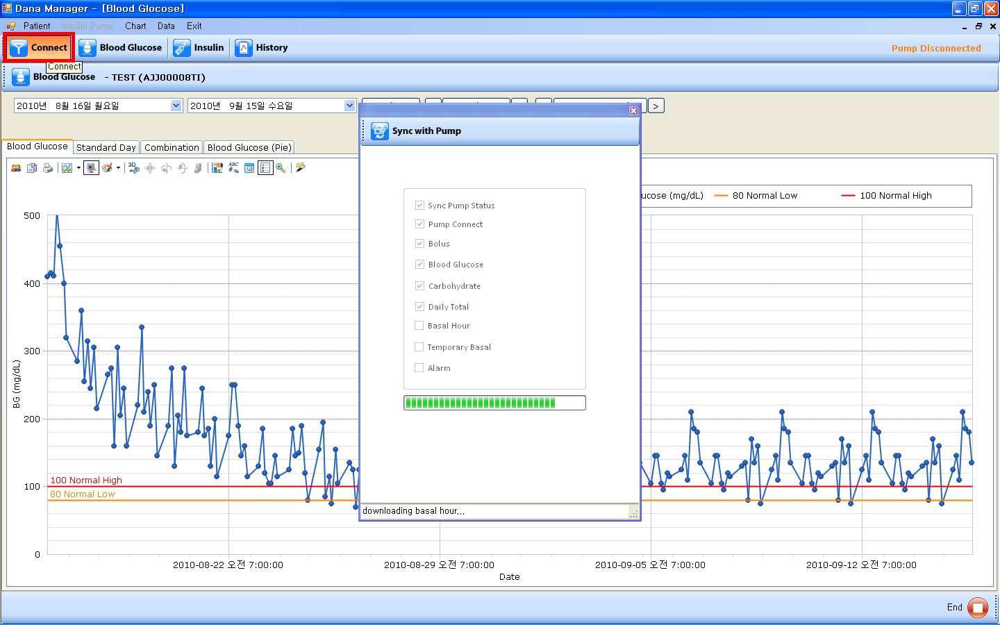 Dana Manager - [Blood Glocose]
Patient Insulin Pump Chart Data Exit
Connect Blood Glucose Insulin History Pump Disconnected
Connect
Blood Glucose - TEST (AJJ00008TI)
2010년 8월 16일 월요일 2010년 9월 15일 수요일 >
Sync with Pump
Blood Glucose Standard Day Combination Blood Glucose (Pie)
3D ABC #%
ucose (mg/dL) 80 Normal Low 100 Normal High
Sync Pump Status
Pump Connect
Bolus
Blood Glucose
Carbohydrate
Daily Total
Basal Hour
Temporary Basal
Alarm
500
400
300
200
100
0
BG (mg/dL)
100 Normal High
80 Normal Low
downloading basal hour...
2010-08-22 오전 7:00:00 2010-08-29 오전 7:00:00 2010-09-05 오전 7:00:00 2010-09-12 오전 7:00:00
Date
End